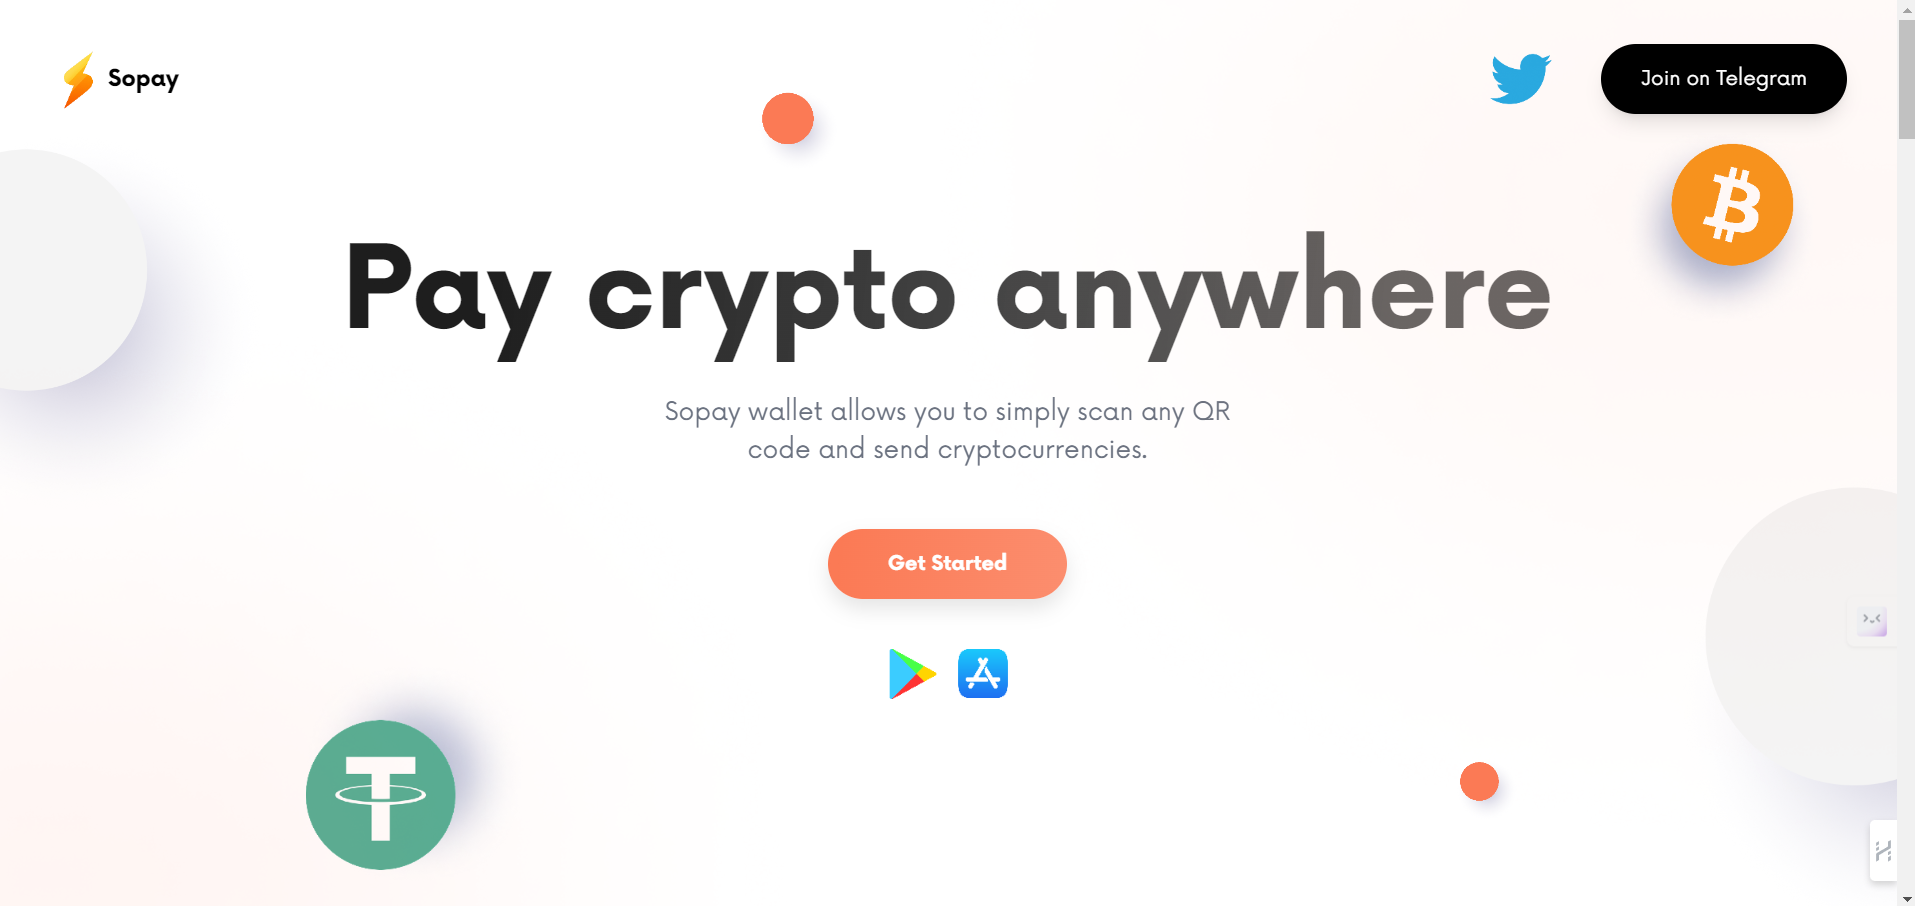 Sopay
Join on Telegram
Pay crypto anywhere
Sopay wallet allows you to simply scan any QR
code and send cryptocurrencies.
Get Started